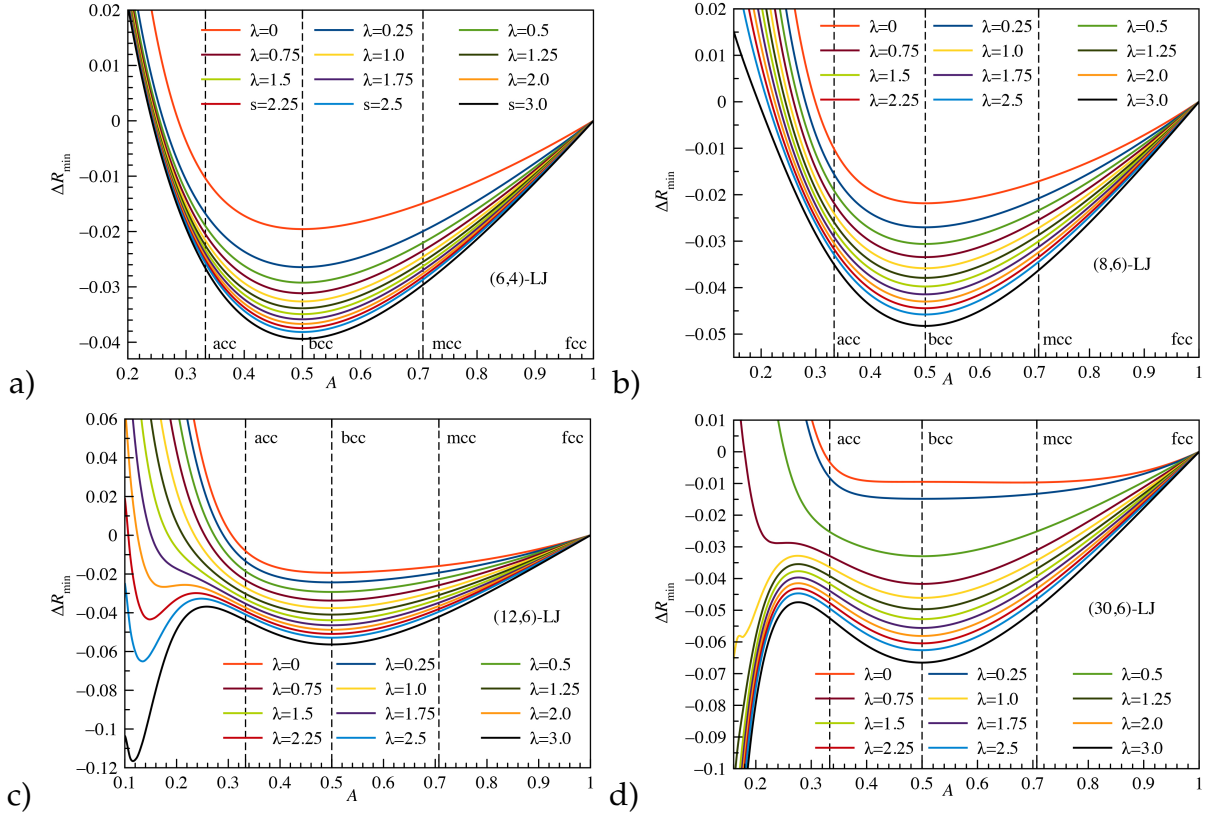 0.02
0.01
0
−0.01
−0.02
−0.03
−0.04
ΔR_min
λ=0 λ=0.25 λ=0.5
λ=0.75 λ=1.0 λ=1.25
λ=1.5 λ=1.75 λ=2.0
s=2.25 s=2.5 s=3.0
(6,4)-LJ
acc bcc mcc fcc
0.2 0.3 0.4 0.5 0.6 0.7 0.8 0.9 1
A
a)
0.02
0.01
0
−0.01
−0.02
−0.03
−0.04
−0.05
ΔR_min
λ=0 λ=0.25 λ=0.5
λ=0.75 λ=1.0 λ=1.25
λ=1.5 λ=1.75 λ=2.0
λ=2.25 λ=2.5 λ=3.0
(8,6)-LJ
acc bcc mcc fcc
0.2 0.3 0.4 0.5 0.6 0.7 0.8 0.9 1
A
b)
0.06
0.04
0.02
0
−0.02
−0.04
−0.06
−0.08
−0.1
−0.12
ΔR_min
acc bcc mcc fcc
(12,6)-LJ
λ=0 λ=0.25 λ=0.5
λ=0.75 λ=1.0 λ=1.25
λ=1.5 λ=1.75 λ=2.0
λ=2.25 λ=2.5 λ=3.0
0.1 0.2 0.3 0.4 0.5 0.6 0.7 0.8 0.9 1
A
c)
0.01
0
−0.01
−0.02
−0.03
−0.04
−0.05
−0.06
−0.07
−0.08
−0.09
−0.1
ΔR_min
acc bcc mcc fcc
(30,6)-LJ
λ=0 λ=0.25 λ=0.5
λ=0.75 λ=1.0 λ=1.25
λ=1.5 λ=1.75 λ=2.0
λ=2.25 λ=2.5 λ=3.0
0.2 0.3 0.4 0.5 0.6 0.7 0.8 0.9 1
A
d)